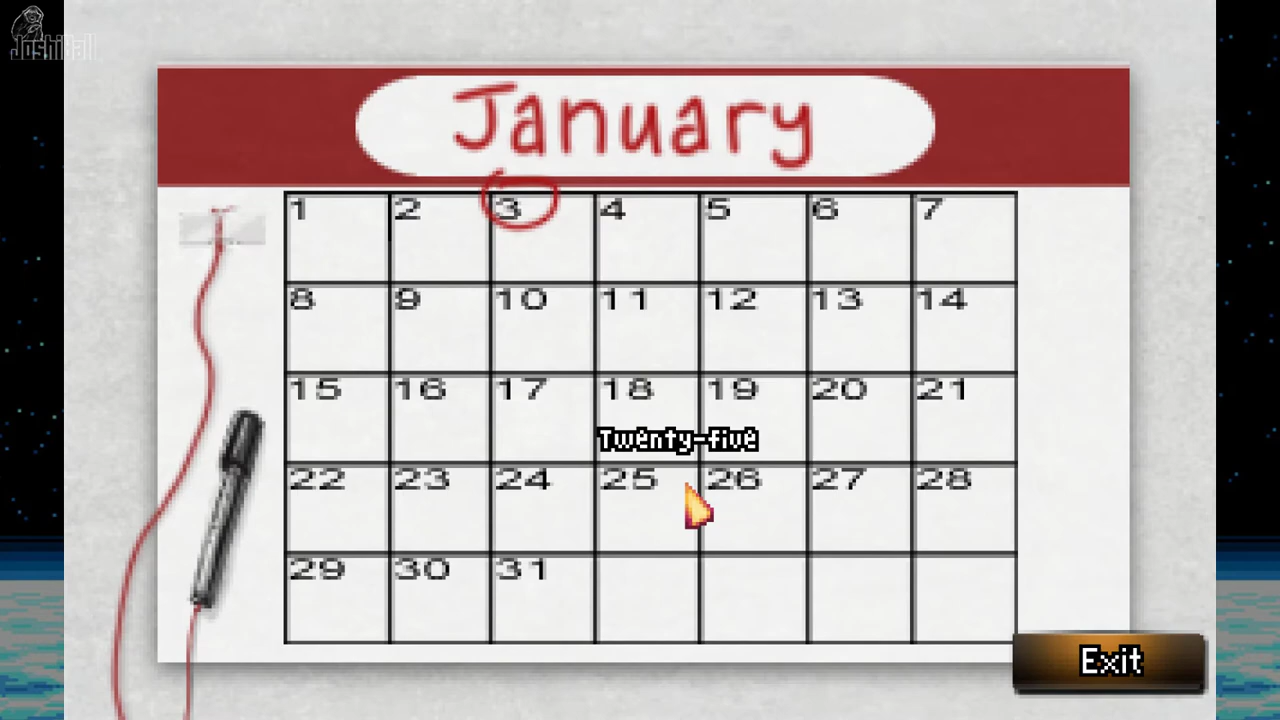 JoshiBall
January
1 2 3 4 5 6 7
8 9 10 11 12 13 14
15 16 17 18 19 20 21
Twenty-five
22 23 24 25 26 27 28
29 30 31
Exit